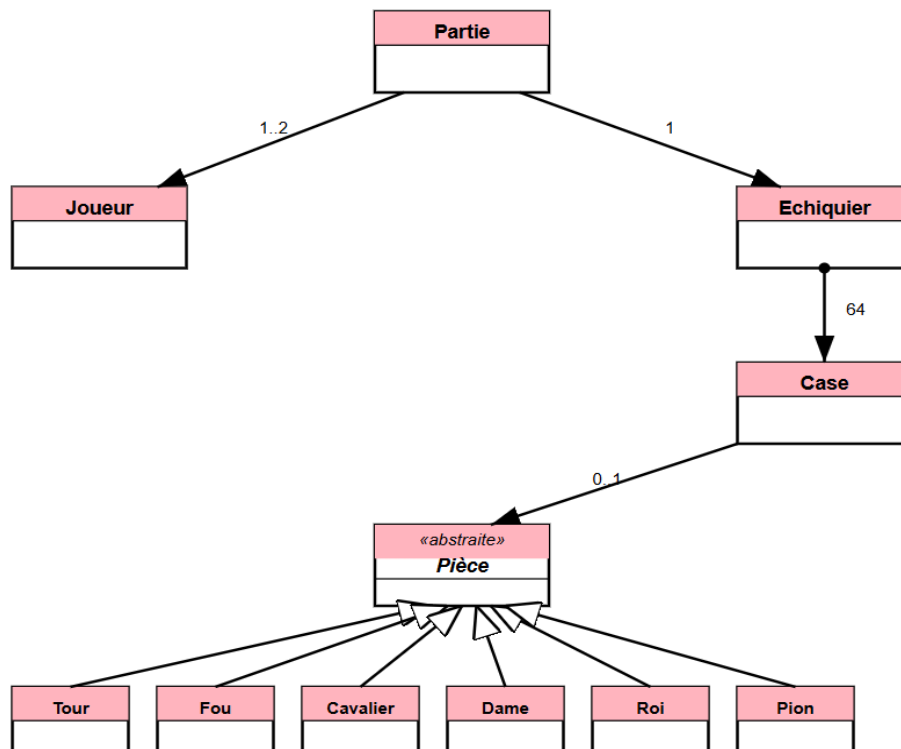 Partie
1..2
1
Joueur
Echiquier
64
Case
0..1
«abstraite»
Pièce
Tour
Fou
Cavalier
Dame
Roi
Pion